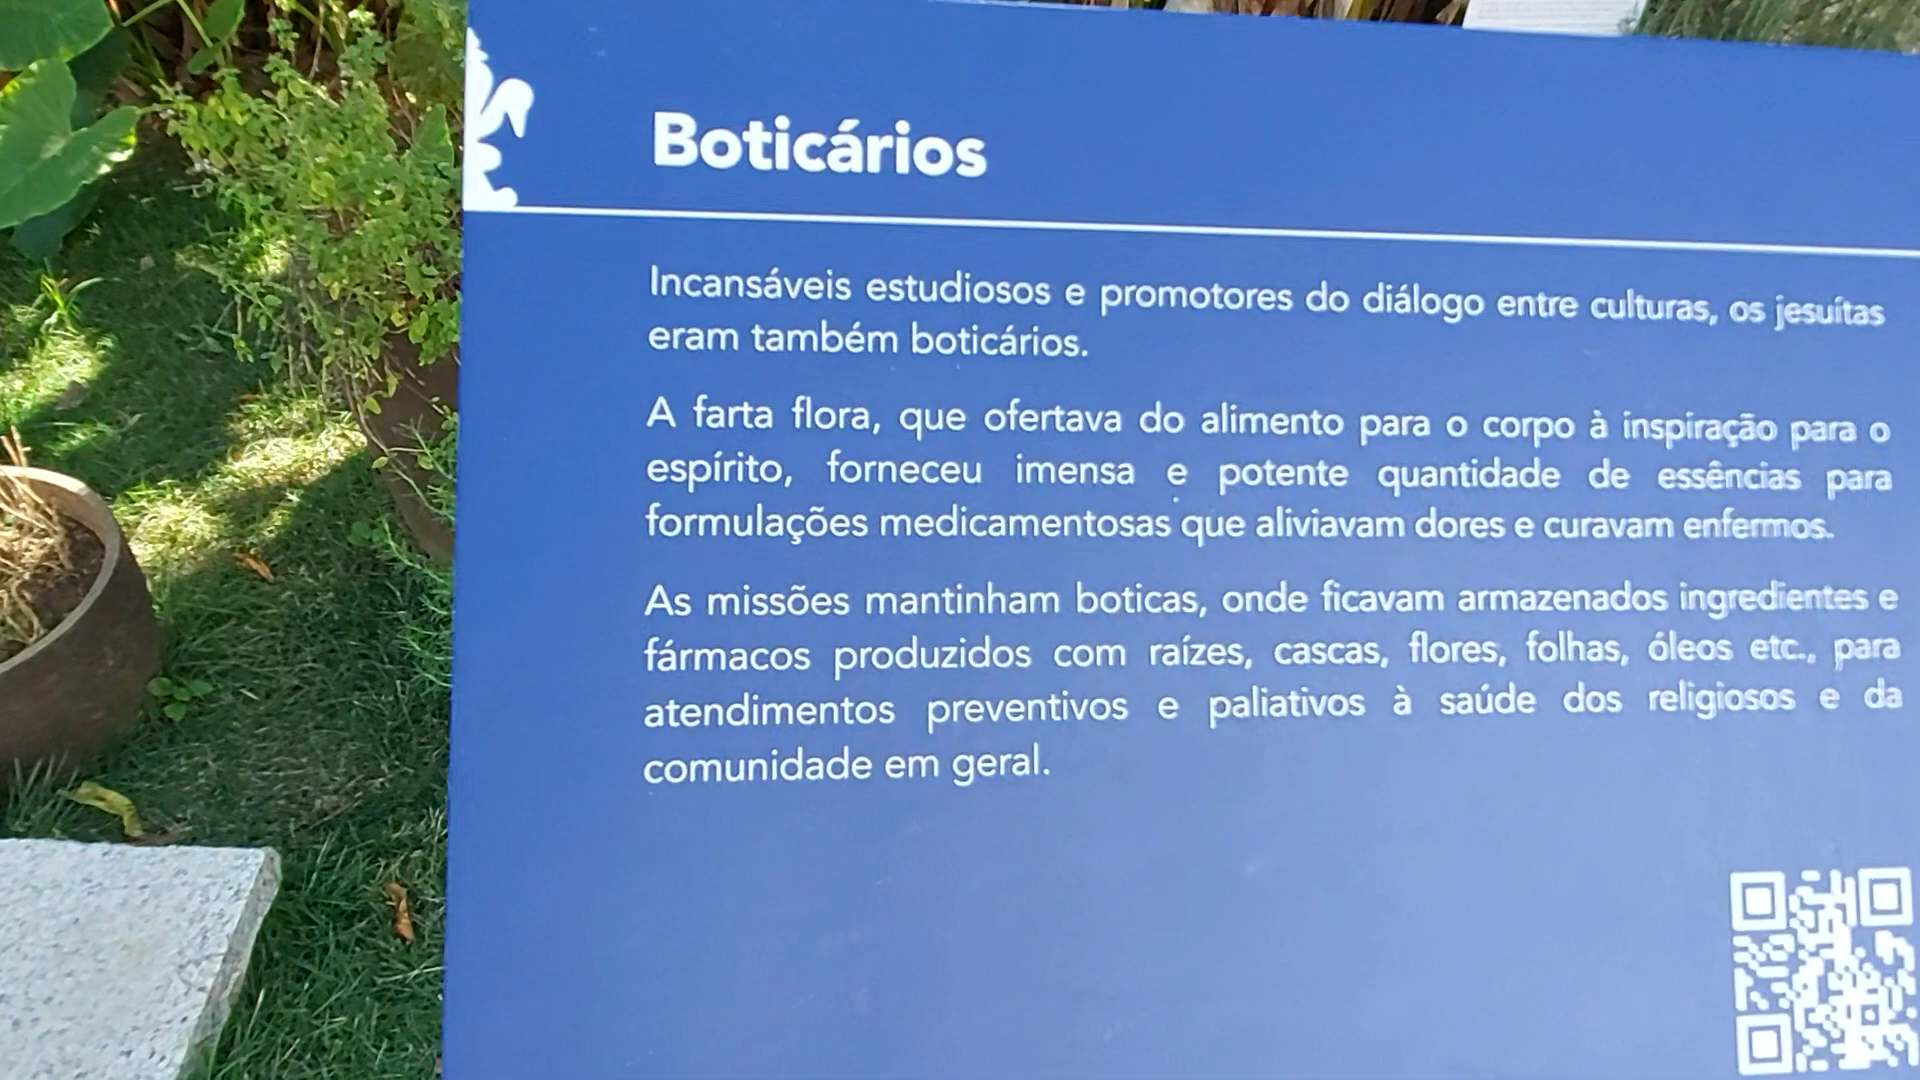 Boticários
Incansáveis estudiosos e promotores do diálogo entre culturas, os jesuítas
eram também boticários.
A farta flora, que ofertava do alimento para o corpo à inspiração para o
espírito, forneceu imensa e potente quantidade de essências para
formulações medicamentosas que aliviavam dores e curavam enfermos.
As missões mantinham boticas, onde ficavam armazenados ingredientes e
fármacos produzidos com raízes, cascas, flores, folhas, óleos etc., para
atendimentos preventivos e paliativos à saúde dos religiosos e da
comunidade em geral.